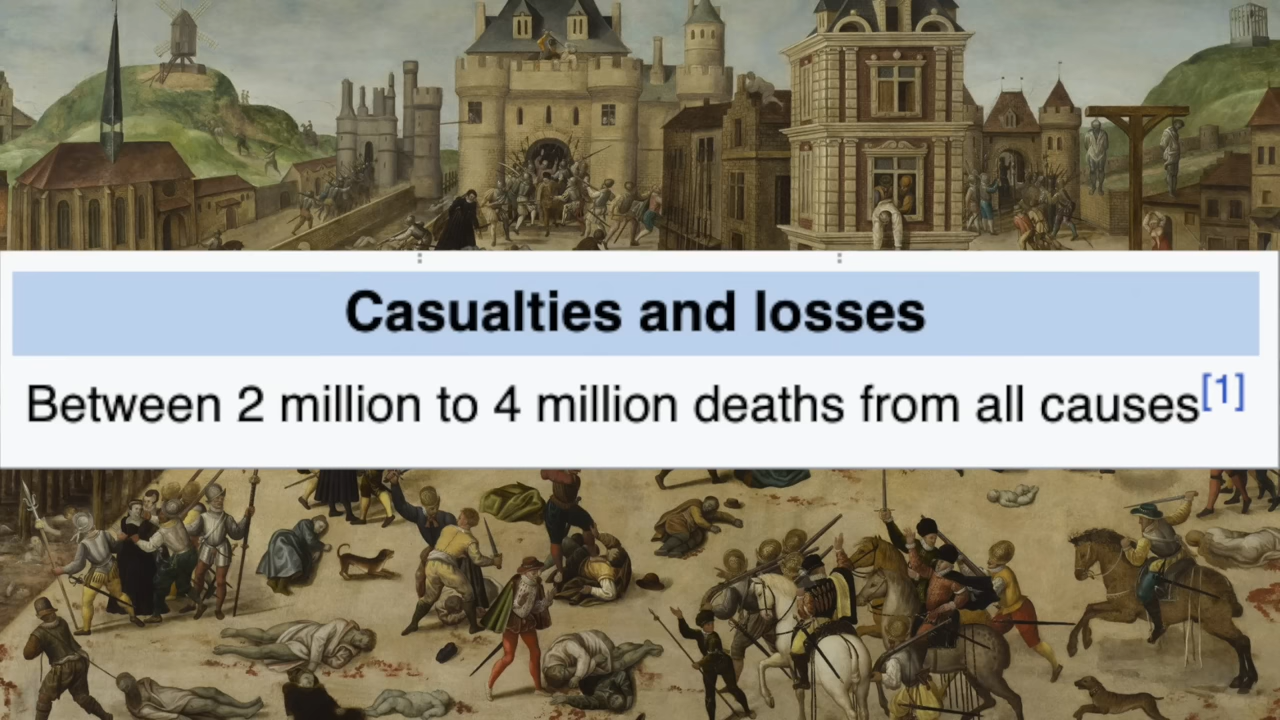 Casualties and losses
Between 2 million to 4 million deaths from all causes[1]